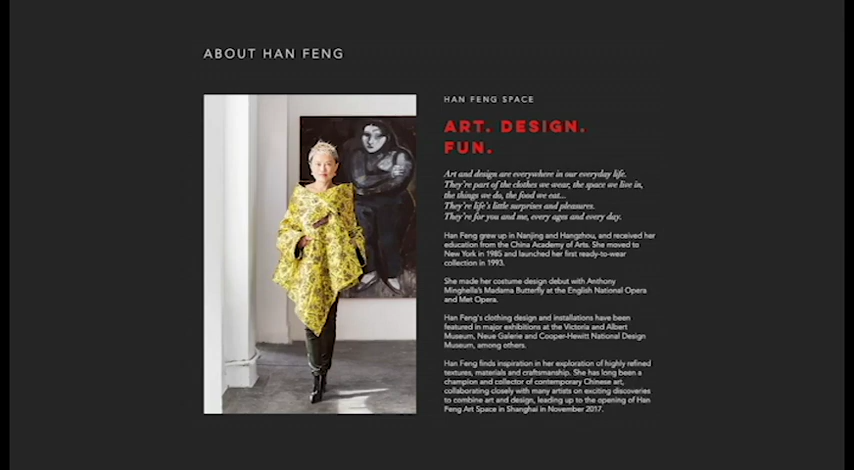 ABOUT HAN FENG
HAN FENG SPACE
ART. DESIGN.
FUN.
Art and design are everywhere in our everyday life.
They're part of the clothes we wear, the space we live in,
the things we do, the food we eat...
They're life's little surprises and pleasures.
They're for you and me, every ages and every day.
Han Feng grew up in Nanjing and Hangzhou, and received her
education from the China Academy of Arts. She moved to
New York in 1985 and launched her first ready-to-wear
collection in 1993.
She made her costume design debut with Anthony
Minghella's Madama Butterfly at the English National Opera
and Met Opera.
Han Feng's clothing design and installations have been
featured in major exhibitions at the Victoria and Albert
Museum, Neue Galerie and Cooper-Hewitt National Design
Museum, among others.
Han Feng finds inspiration in her exploration of highly refined
textures, materials and craftsmanship. She has long been a
champion and collector of contemporary Chinese art,
collaborating closely with many artists on exciting discoveries
to combine art and design, leading up to the opening of Han
Feng Art Space in Shanghai in November 2017.